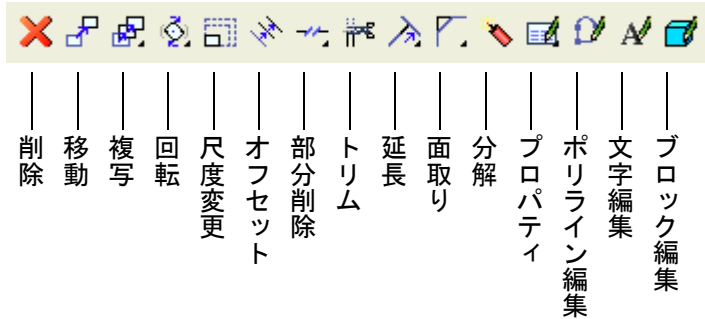 削除
移動
複写
回転
尺度変更
オフセット
部分削除
トリム
延長
面取り
分解
プロパティ
ポリライン編集
文字編集
ブロック編集